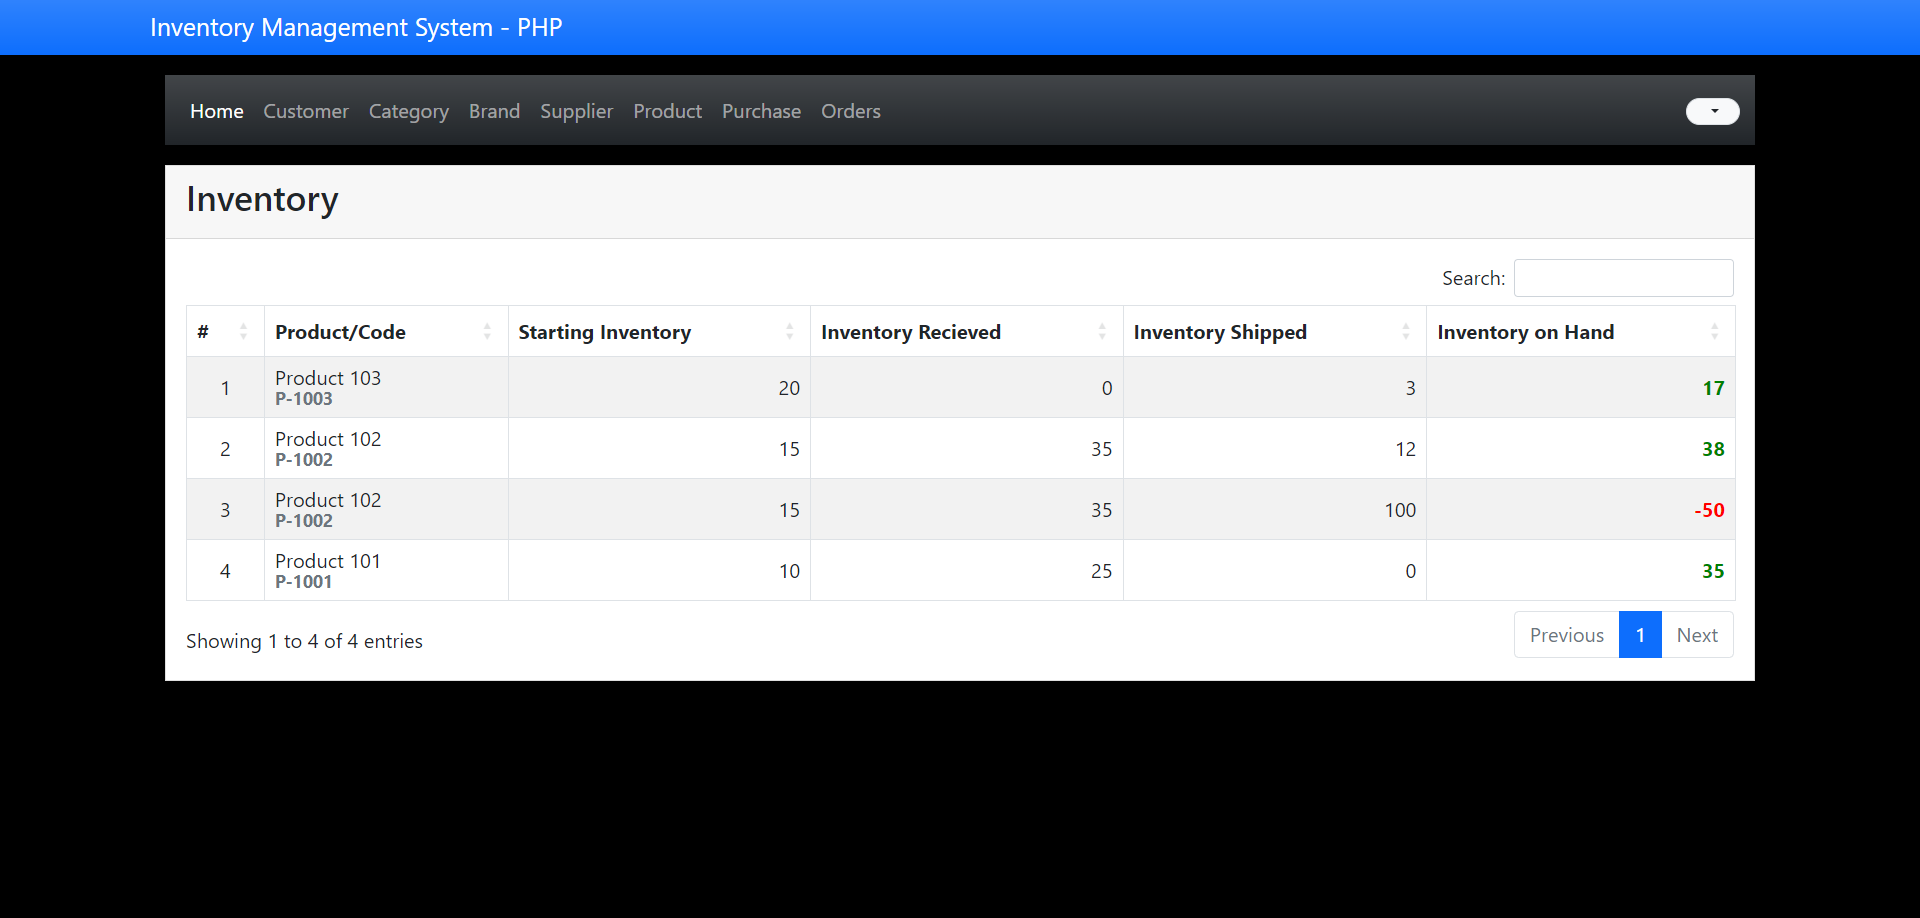 Inventory Management System - PHP
Home Customer Category Brand Supplier Product Purchase Orders
Inventory
Search:
# Product/Code Starting Inventory Inventory Recieved Inventory Shipped Inventory on Hand
1 Product 103 20 0 3 17
P-1003
2 Product 102 15 35 12 38
P-1002
3 Product 102 15 35 100 -50
P-1002
4 Product 101 10 25 0 35
P-1001
Showing 1 to 4 of 4 entries
Previous 1 Next